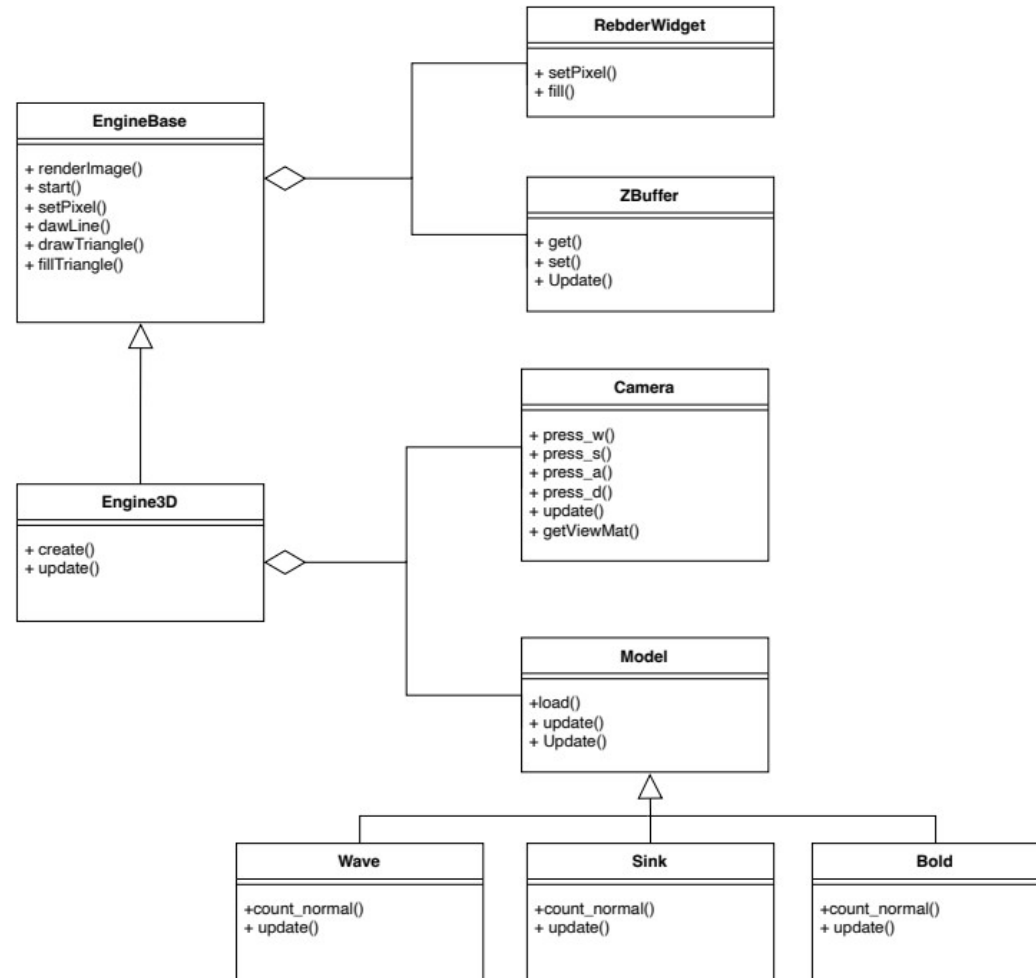 RebderWidget
+ setPixel()
+ fill()
EngineBase
+ renderImage()
+ start()
+ setPixel()
+ dawLine()
+ drawTriangle()
+ fillTriangle()
ZBuffer
+ get()
+ set()
+ Update()
Camera
+ press_w()
+ press_s()
+ press_a()
+ press_d()
+ update()
+ getViewMat()
Engine3D
+ create()
+ update()
Model
+load()
+ update()
+ Update()
Wave
+count_normal()
+ update()
Sink
+count_normal()
+ update()
Bold
+count_normal()
+ update()